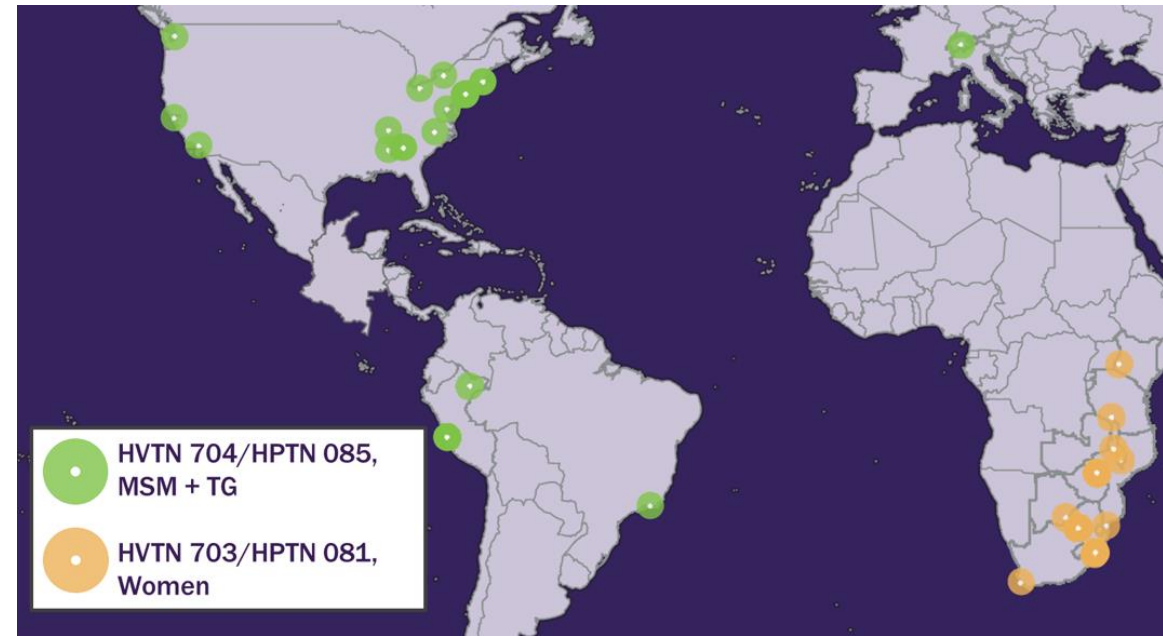 HVTN 704/HPTN 085,
MSM + TG
HVTN 703/HPTN 081,
Women